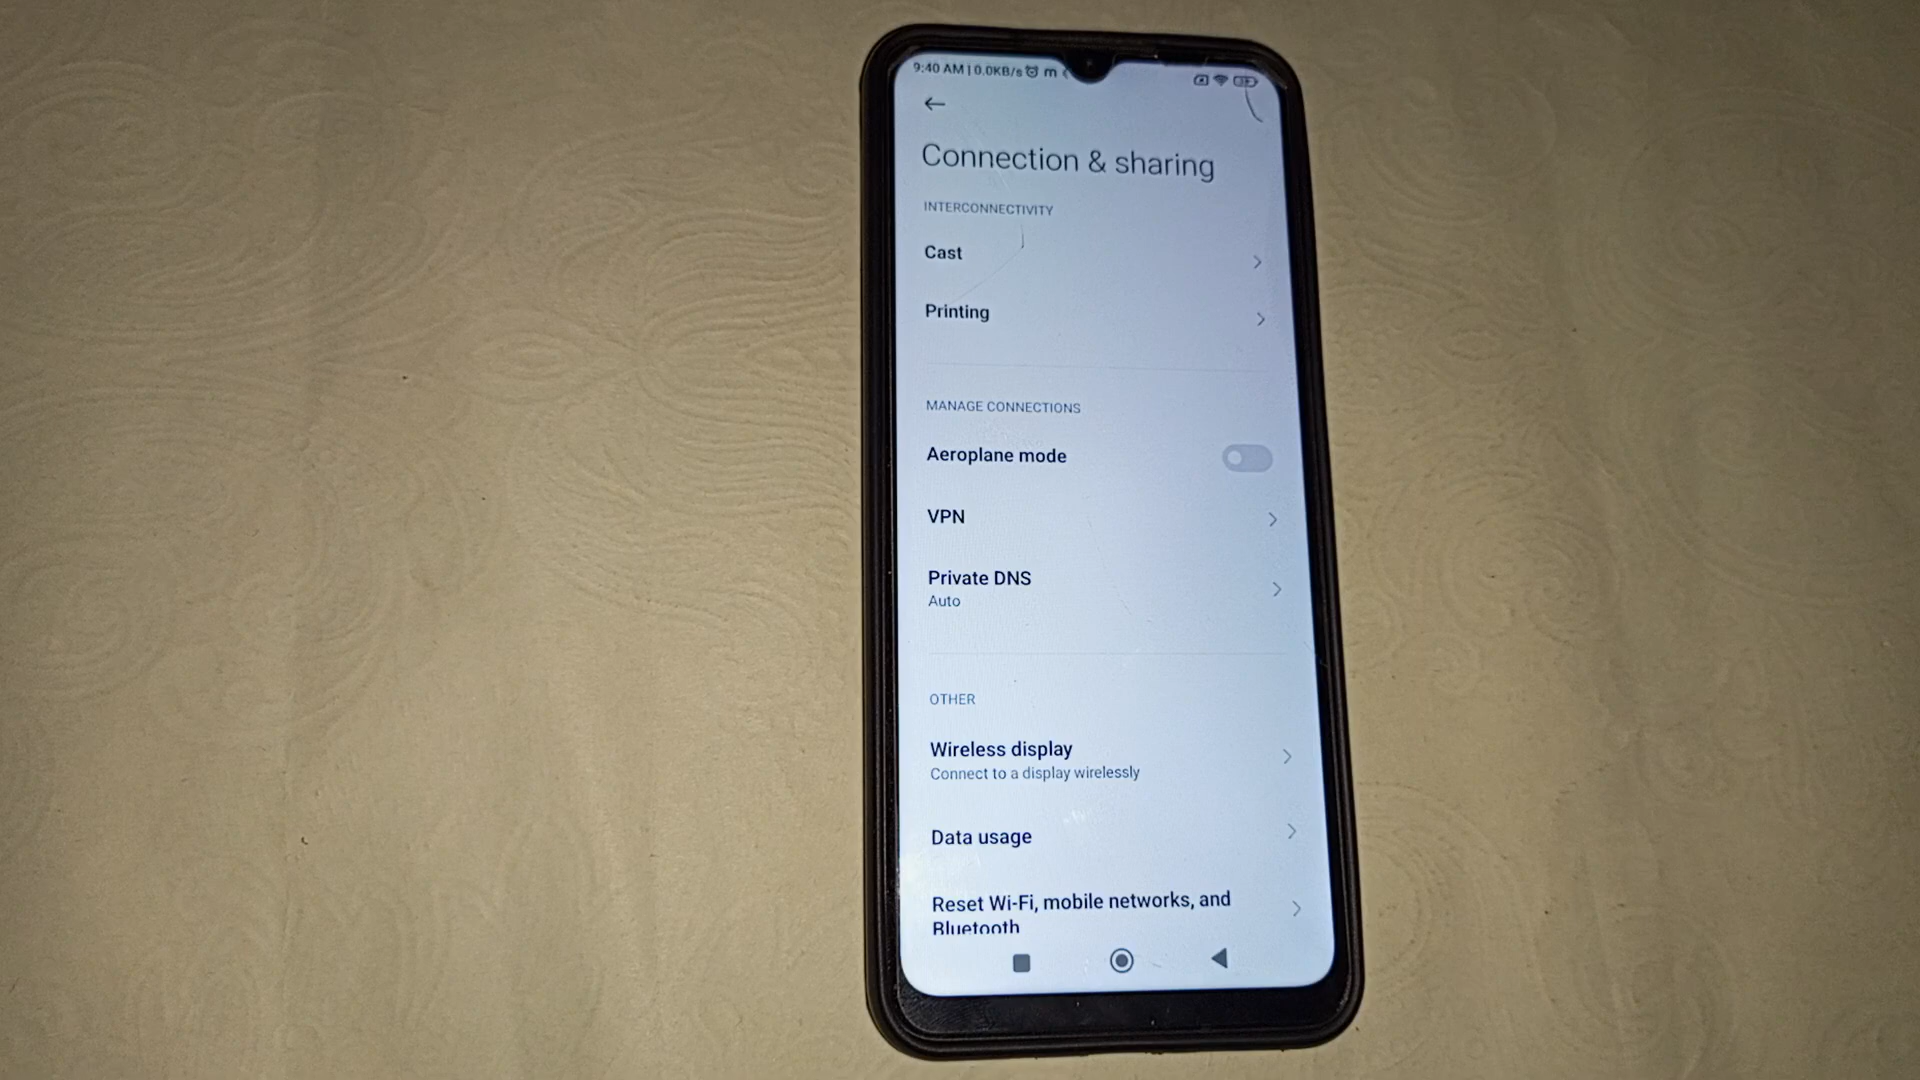 9:40 AM | 0.0KB/s m
Connection & sharing
INTERCONNECTIVITY
Cast
Printing
MANAGE CONNECTIONS
Aeroplane mode
VPN
Private DNS
Auto
OTHER
Wireless display
Connect to a display wirelessly
Data usage
Reset Wi-Fi, mobile networks, and
Bluetooth